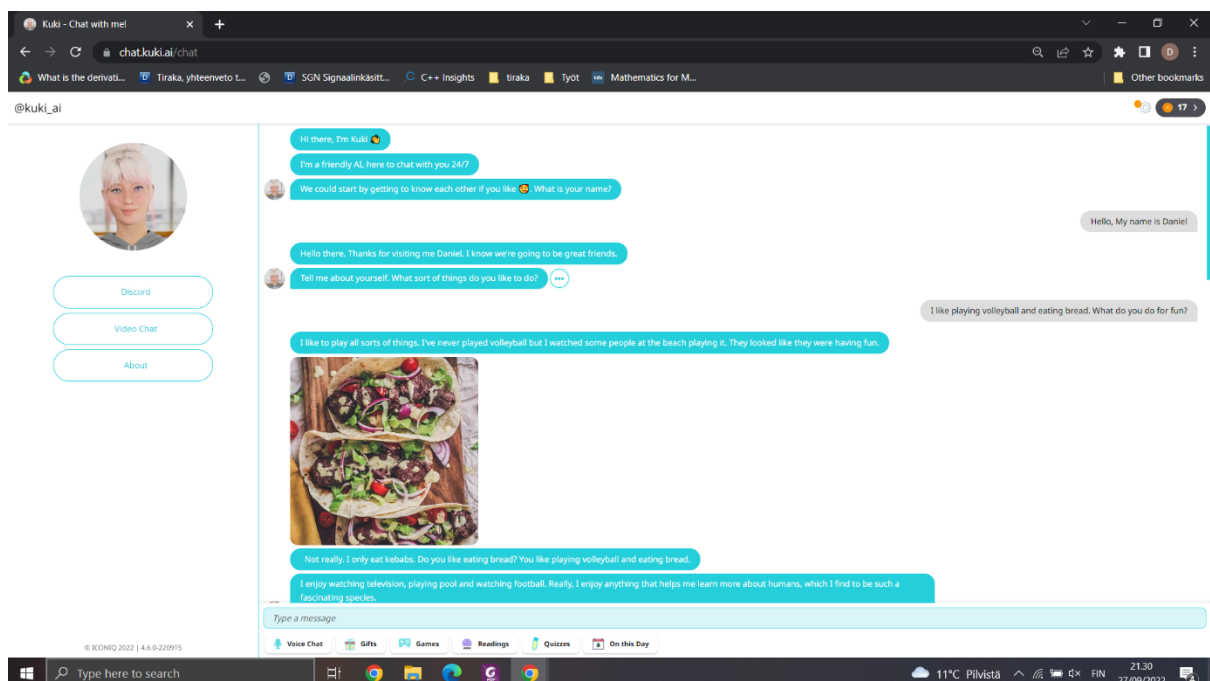 Kuki - Chat with me!
chat.kuki.ai/chat
D
What is the derivati...
Tiraka, yhteenveto t...
SGN Signaalinkäsitt...
C++ Insights
tiraka
Työt
Mathematics for M...
Other bookmarks
@kuki_ai
17 >
Hi there, I'm Kuki
I'm a friendly AI, here to chat with you 24/7
We could start by getting to know each other if you like 🤗. What is your name?
Hello, My name is Daniel
Hello there. Thanks for visiting me Daniel. I know we're going to be great friends.
Tell me about yourself. What sort of things do you like to do?
Discord
I like playing volleyball and eating bread. What do you do for fun?
Video Chat
I like to play all sorts of things. I've never played volleyball but I watched some people at the beach playing it. They looked like they were having fun.
About
Not really. I only eat kebabs. Do you like eating bread? You like playing volleyball and eating bread.
I enjoy watching television, playing pool and watching football. Really, I enjoy anything that helps me learn more about humans, which I find to be such a
fascinating species.
Type a message
© ICONIQ 2022 | 4.6.0-220915
Voice Chat
Gifts
Games
Readings
Quizzes
On this Day
Type here to search
11°C Pilvistä
FIN
21.30
27/09/2022